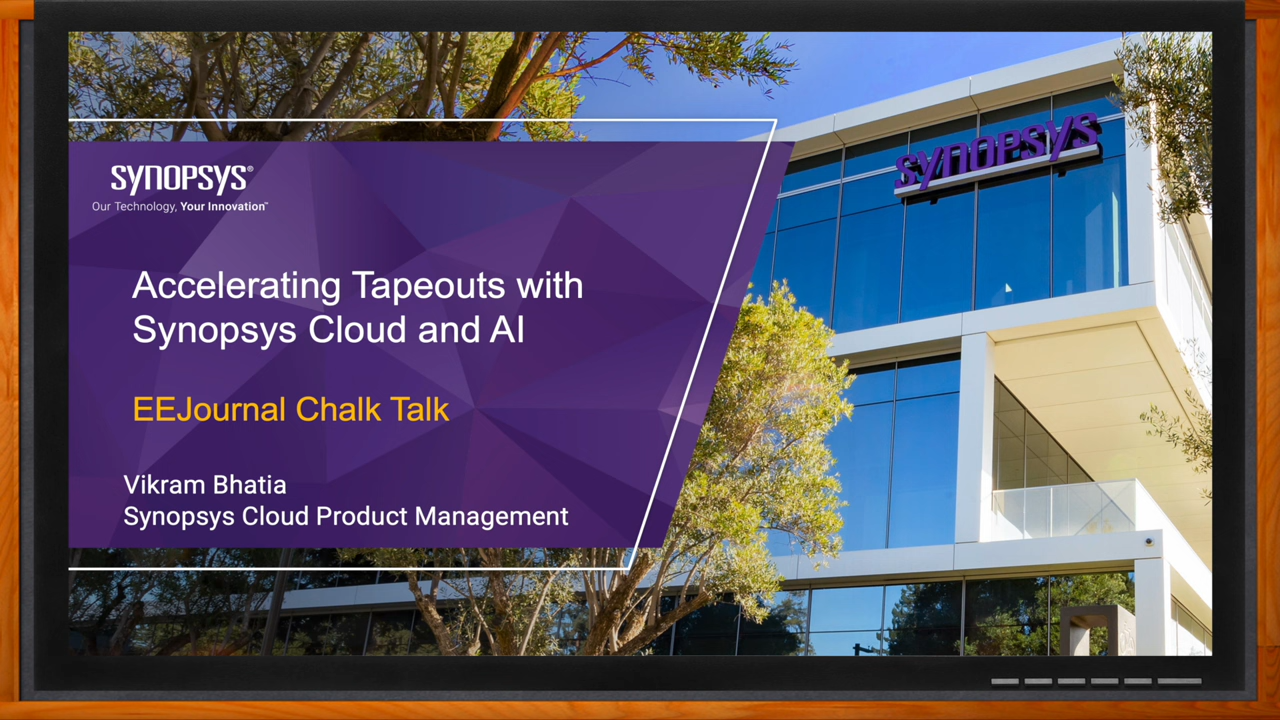 SYNOPSYS®
Our Technology, Your Innovation™
Accelerating Tapeouts with
Synopsys Cloud and AI
EEJournal Chalk Talk
Vikram Bhatia
Synopsys Cloud Product Management
SYNOPSYS